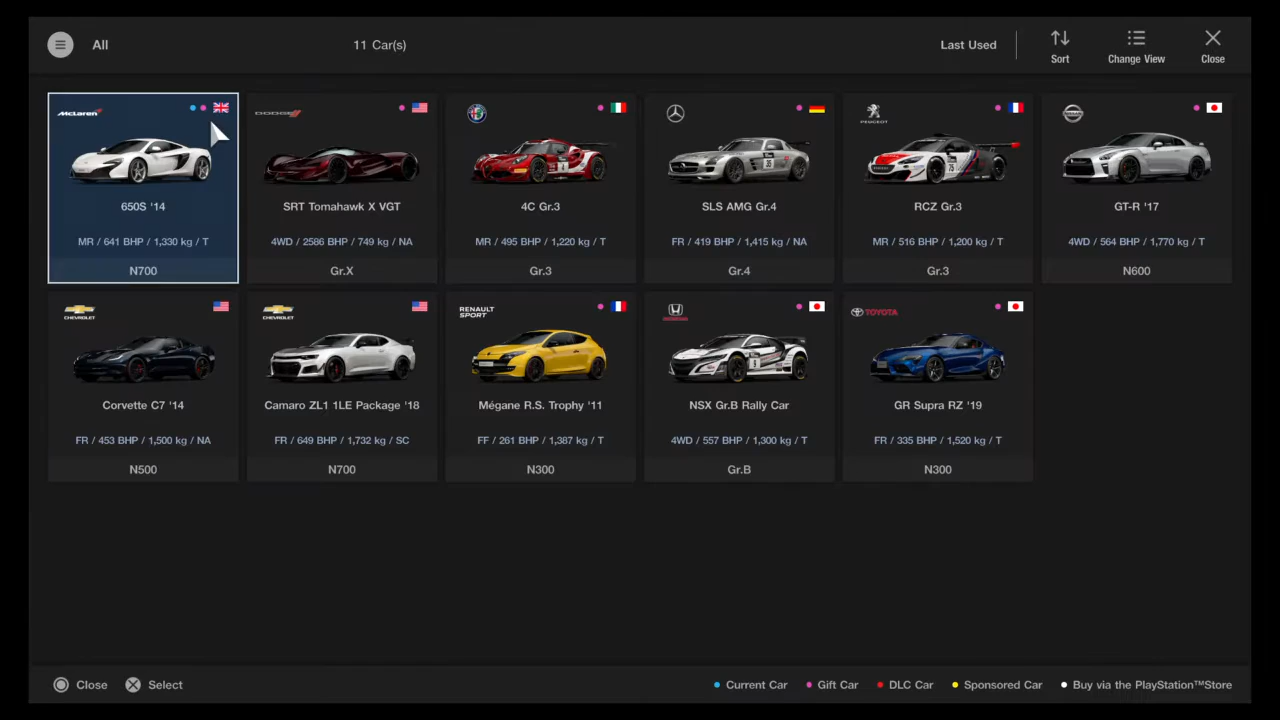 All
11 Car(s)
Last Used
Sort
Change View
Close
McLaren
650S '14
MR / 641 BHP / 1,330 kg / T
N700
DODGE
SRT Tomahawk X VGT
4WD / 2586 BHP / 749 kg / NA
Gr.X
4C Gr.3
MR / 495 BHP / 1,220 kg / T
Gr.3
SLS AMG Gr.4
FR / 419 BHP / 1,415 kg / NA
Gr.4
PEUGEOT
RCZ Gr.3
MR / 516 BHP / 1,200 kg / T
Gr.3
NISSAN
GT-R '17
4WD / 564 BHP / 1,770 kg / T
N600
CHEVROLET
Corvette C7 '14
FR / 453 BHP / 1,500 kg / NA
N500
CHEVROLET
Camaro ZL1 1LE Package '18
FR / 649 BHP / 1,732 kg / SC
N700
RENAULT
SPORT
Mégane R.S. Trophy '11
FF / 261 BHP / 1,387 kg / T
N300
NSX Gr.B Rally Car
4WD / 557 BHP / 1,300 kg / T
Gr.B
TOYOTA
GR Supra RZ '19
FR / 335 BHP / 1,520 kg / T
N300
Close
Select
Current Car
Gift Car
DLC Car
Sponsored Car
Buy via the PlayStation™Store